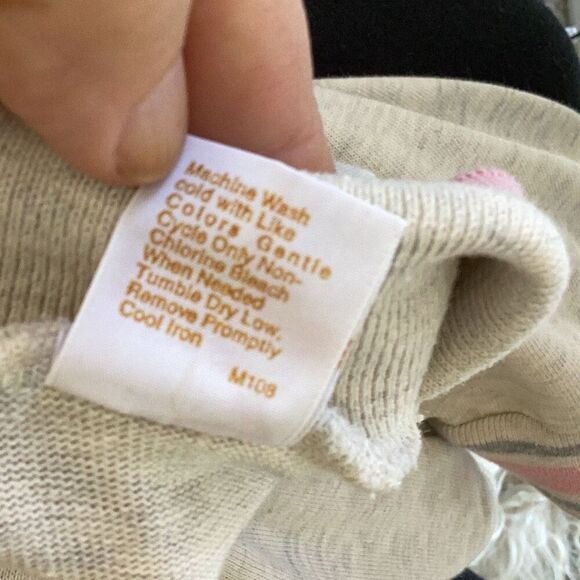 Machine Wash
cold with Like
Colors Gentle
Cycle Only Non-
Chlorine Bleach
When Needed
Tumble Dry Low,
Remove Promptly
Cool Iron
M108